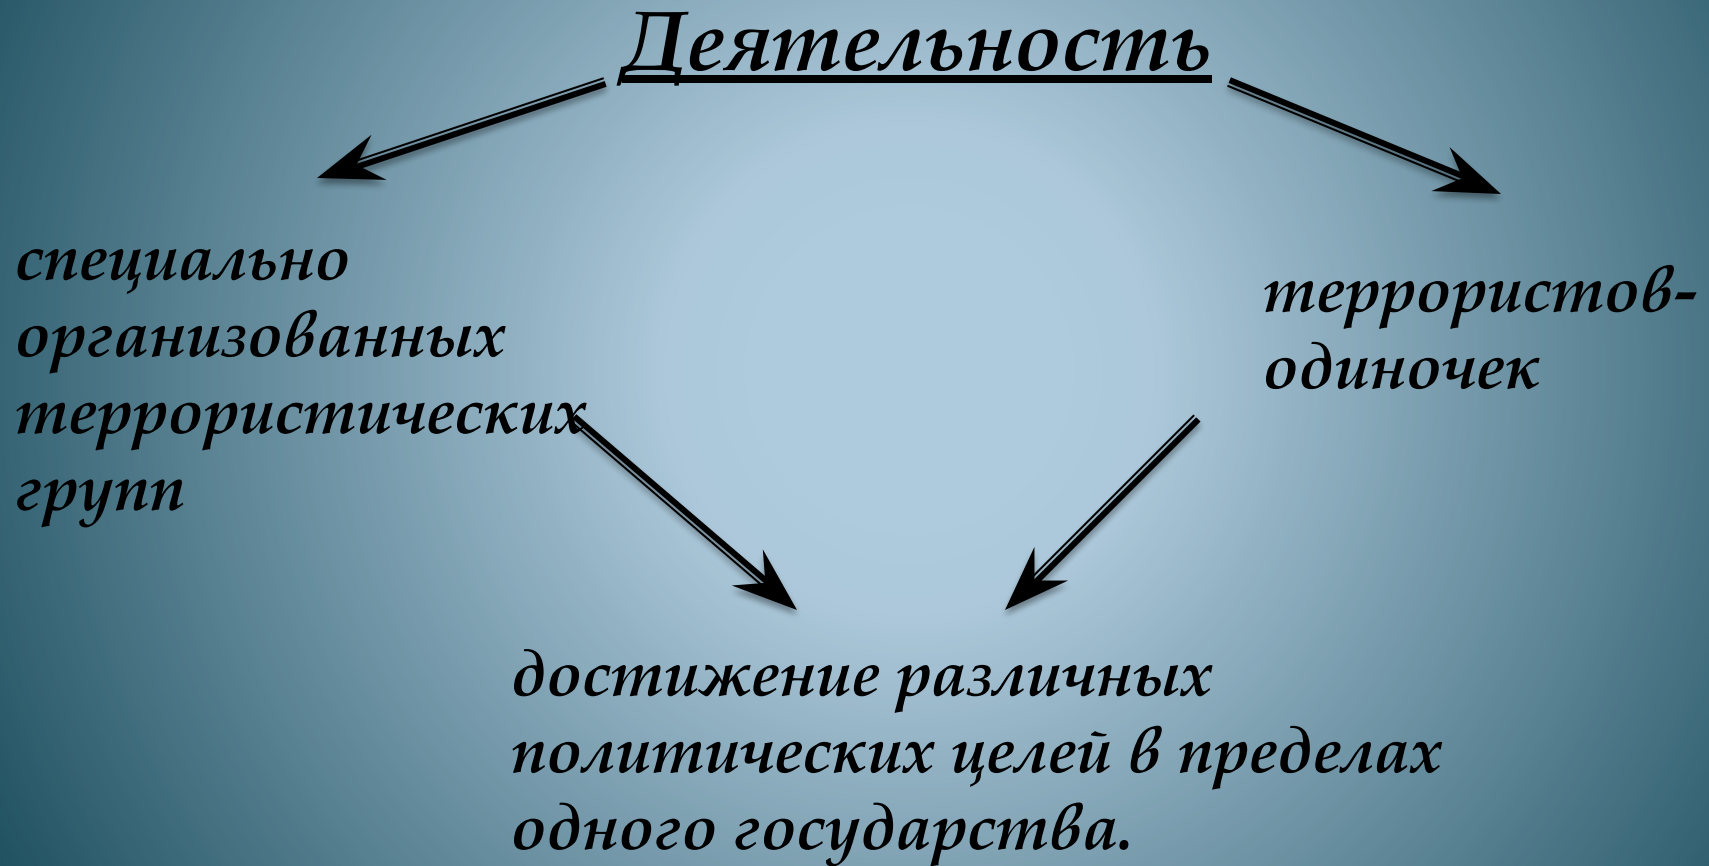 Деятельность
специально
организованных
террористических
групп
террористов-
одиночек
достижение различных
политических целей в пределах
одного государства.